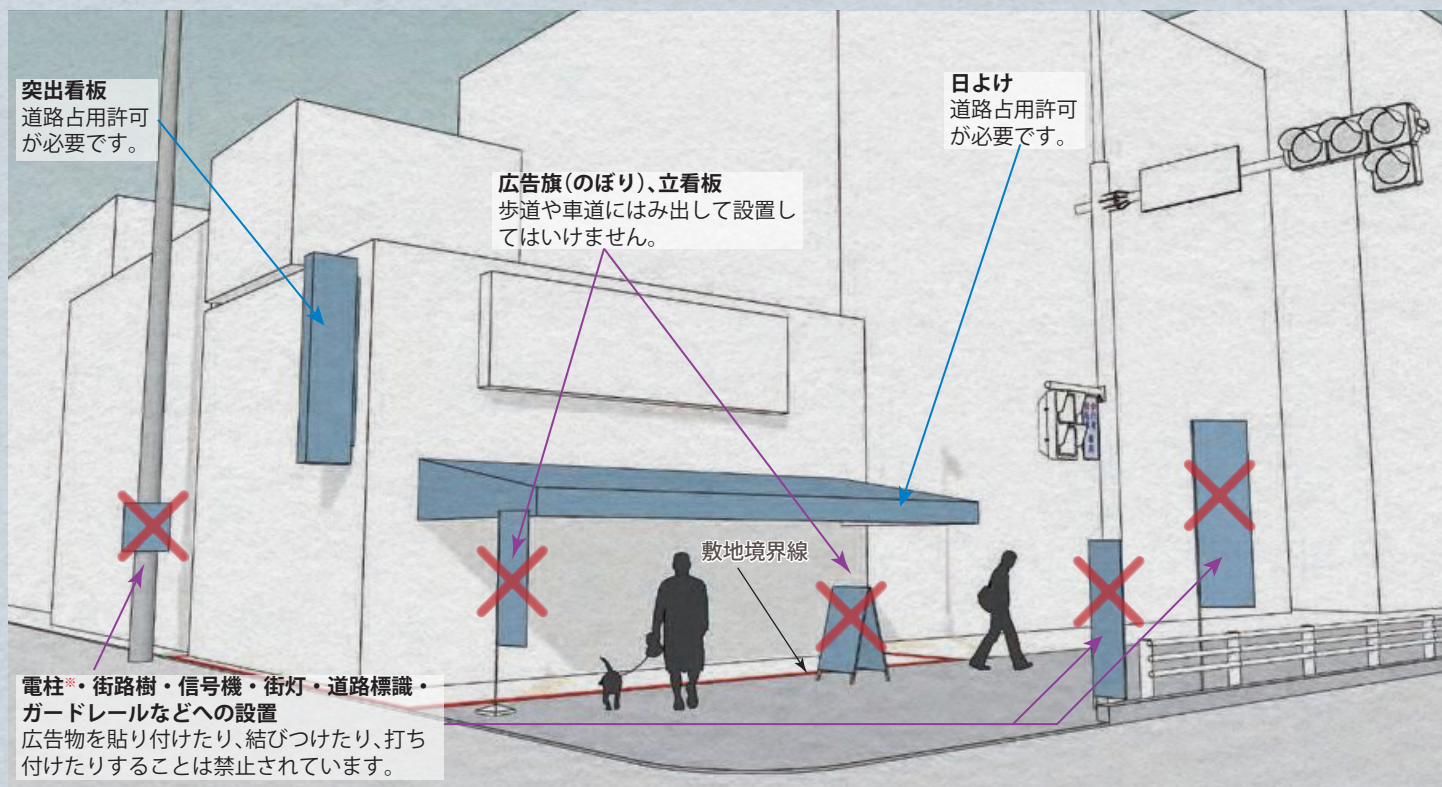 突出看板
道路占用許可
が必要です。
日よけ
道路占用許可
が必要です。
広告旗(のぼり)、立看板
歩道や車道にはみ出して設置し
てはいけません。
敷地境界線
電柱※・街路樹・信号機・街灯・道路標識・
ガードレールなどへの設置
広告物を貼り付けたり、結びつけたり、打ち
付けたりすることは禁止されています。